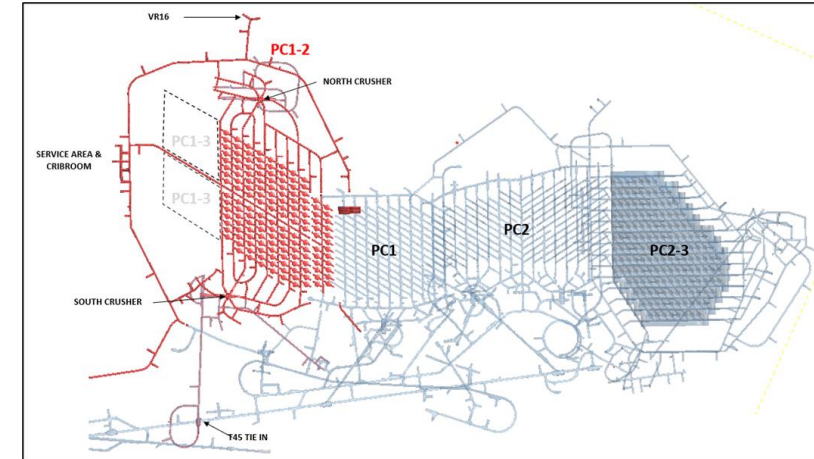 VR16
PC1-2
NORTH CRUSHER
PC1-3
SERVICE AREA &
CRIBROOM
PC1-3
PC1
PC2
PC2-3
SOUTH CRUSHER
T45 TIE IN